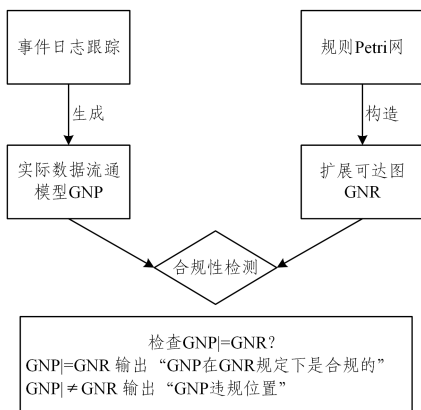 事件日志跟踪
规则Petri网
生成
构造
实际数据流通
模型GNP
扩展可达图
GNR
合规性检测
检查GNP|=GNR?
GNP|=GNR 输出“GNP在GNR规定下是合规的”
GNP|≠GNR 输出“GNP违规位置”